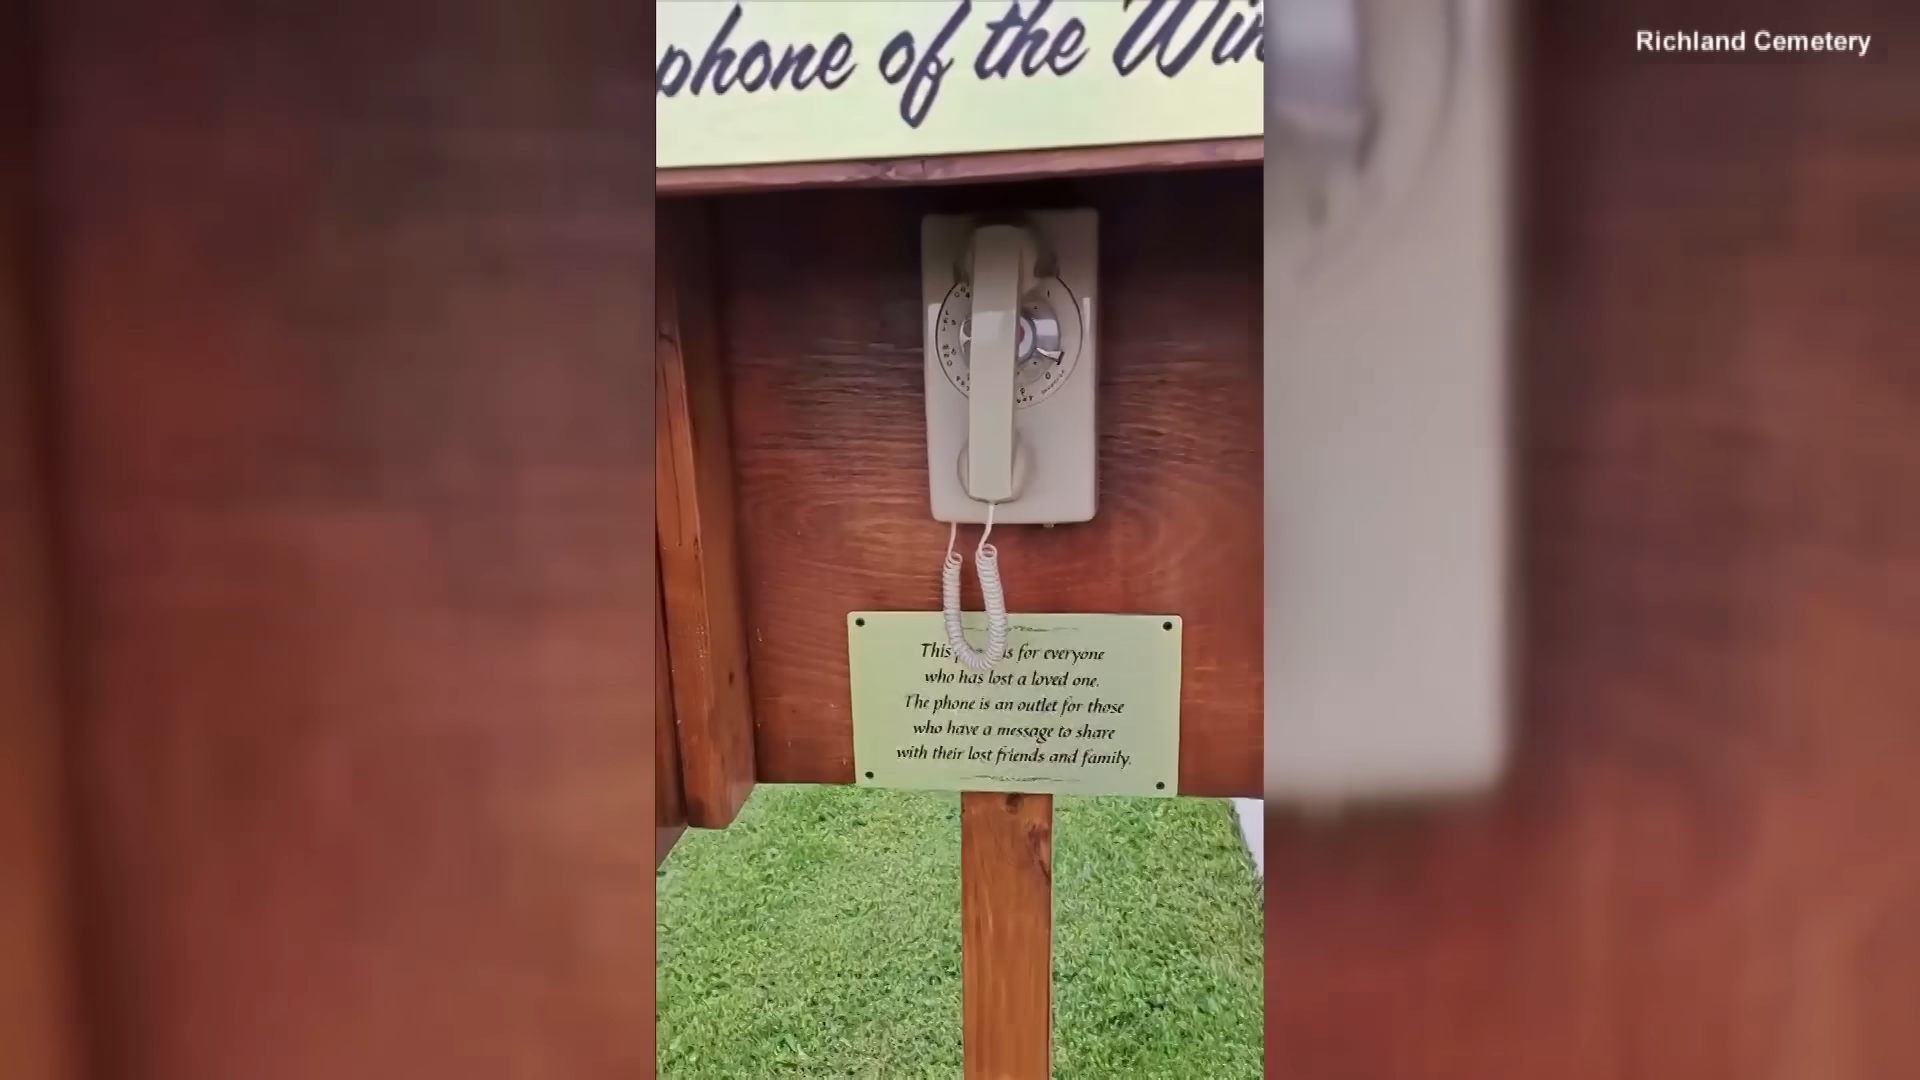 Richland Cemetery
phone of the Win
This is for everyone
who has lost a loved one.
The phone is an outlet for those
who have a message to share
with their lost friends and family.